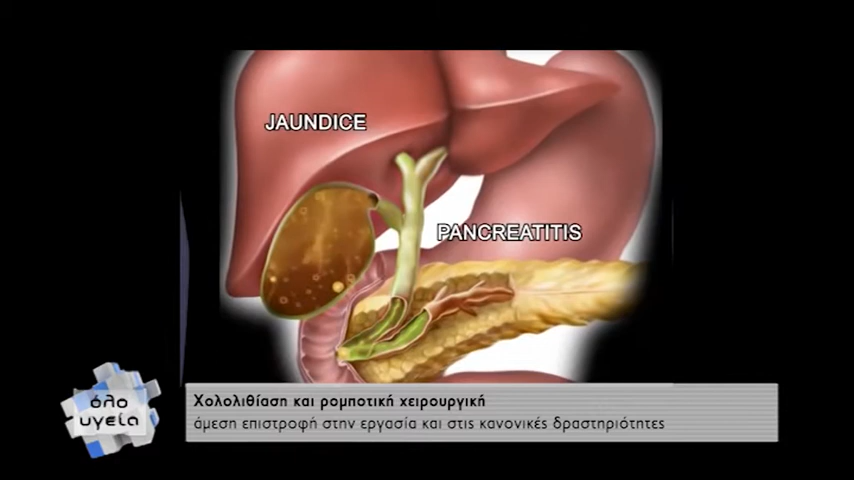 JAUNDICE
PANCREATITIS
όλο
υγεία
Χολολιθίαση και ρομποτική χειρουργική
άμεση επιστροφή στην εργασία και στις κανονικές δραστηριότητες